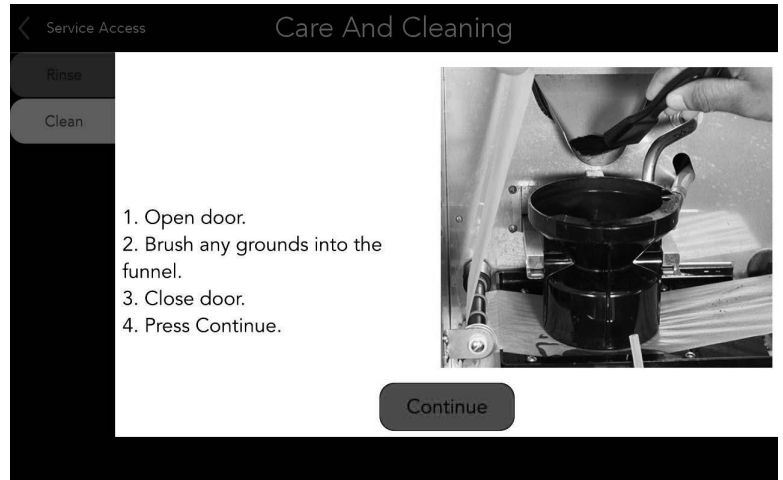 Service Access
Care And Cleaning
Rinse
Clean
1. Open door.
2. Brush any grounds into the
funnel.
3. Close door.
4. Press Continue.
Continue